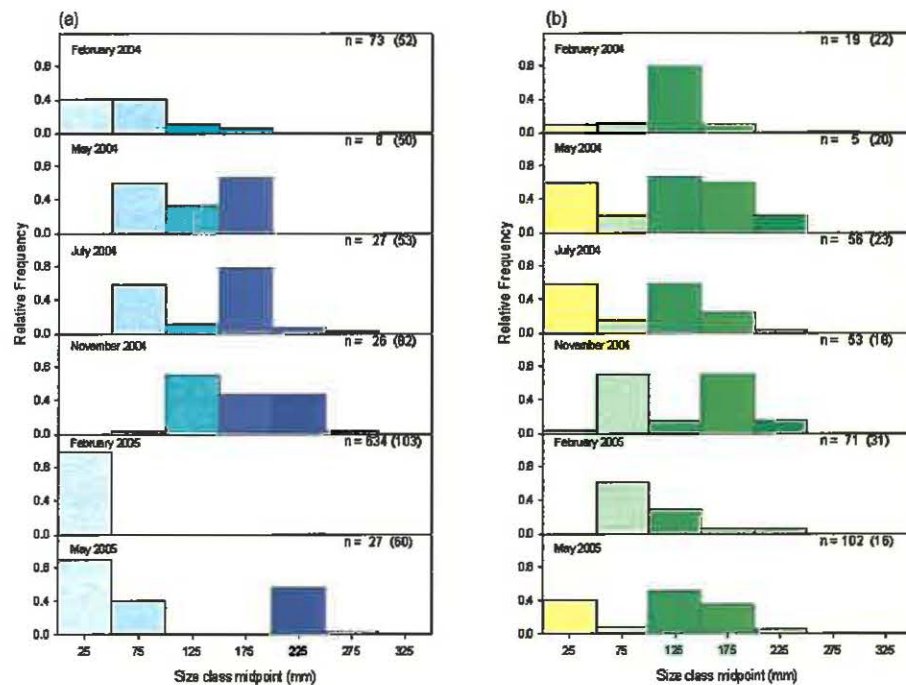 (a)
Relative Frequency
February 2004
n = 73 (52)
0.8
0.4
0.0
May 2004
n = 6 (50)
0.8
0.4
0.0
July 2004
n = 27 (53)
0.8
0.4
0.0
November 2004
n = 26 (82)
0.8
0.4
0.0
February 2005
n = 634 (103)
0.8
0.4
0.0
May 2005
n = 27 (60)
0.8
0.4
0.0
25 75 125 175 225 275 325
Size class midpoint (mm)
(b)
Relative Frequency
February 2004
n = 19 (22)
0.8
0.4
0.0
May 2004
n = 5 (20)
0.8
0.4
0.0
July 2004
n = 56 (23)
0.8
0.4
0.0
November 2004
n = 53 (18)
0.8
0.4
0.0
February 2005
n = 71 (31)
0.8
0.4
0.0
May 2005
n = 102 (16)
0.8
0.4
0.0
25 75 125 175 225 275 325
Size class midpoint (mm)